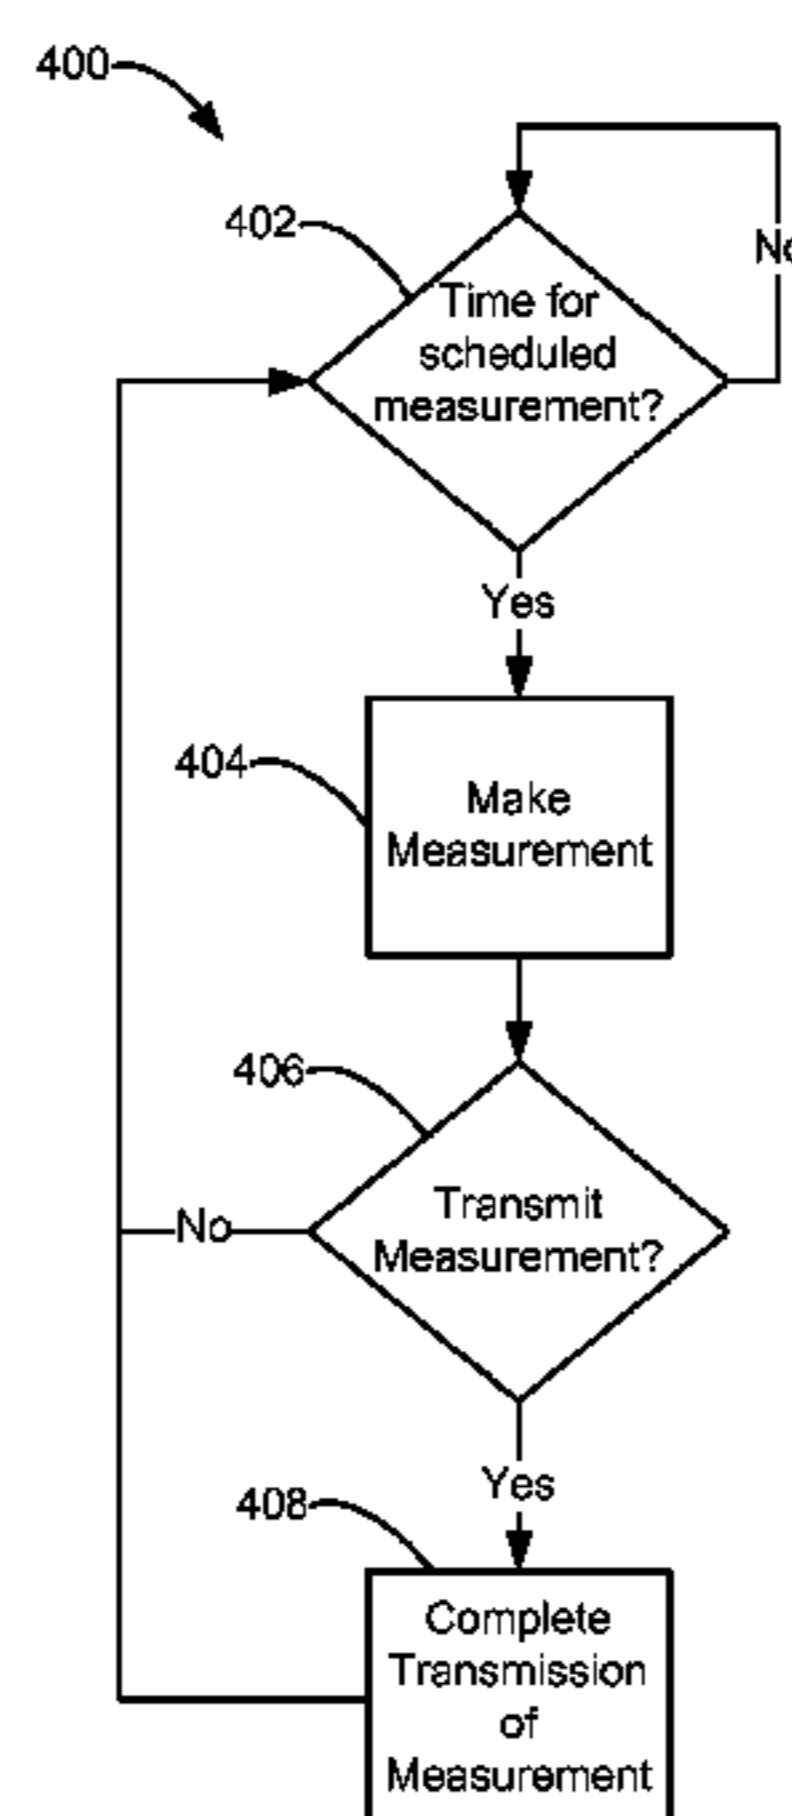 400
402
Time for
scheduled
measurement?
No
Yes
404
Make
Measurement
406
Transmit
Measurement?
No
Yes
408
Complete
Transmission
of
Measurement